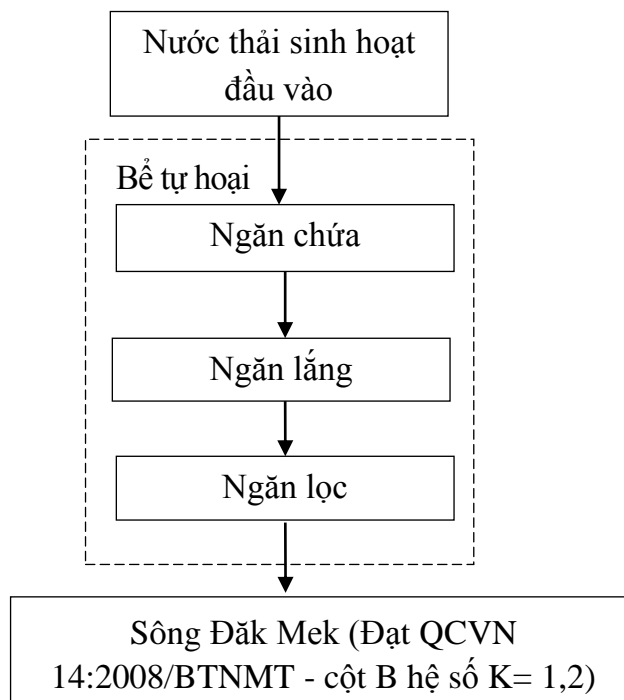 Nước thải sinh hoạt
đầu vào
Bể tự hoại
Ngăn chứa
Ngăn lắng
Ngăn lọc
Sông Đăk Mek (Đạt QCVN
14:2008/BTNMT - cột B hệ số K= 1,2)